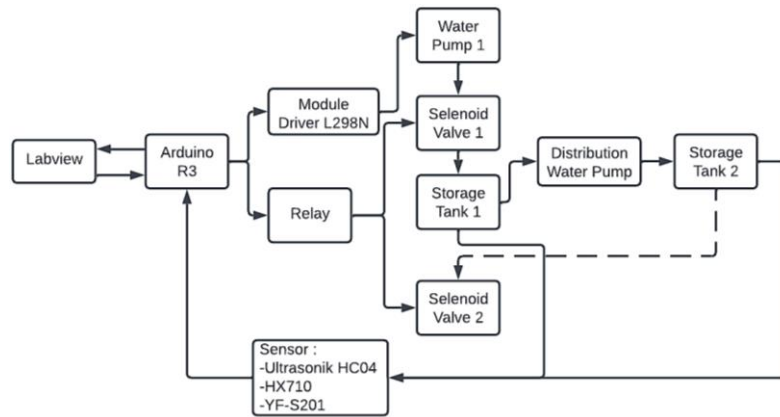 Water
Pump 1
Module
Driver L298N
Selenoid
Valve 1
Labview
Arduino
R3
Distribution
Water Pump
Storage
Tank 2
Relay
Storage
Tank 1
Selenoid
Valve 2
Sensor :
-Ultrasonik HC04
-HX710
-YF-S201